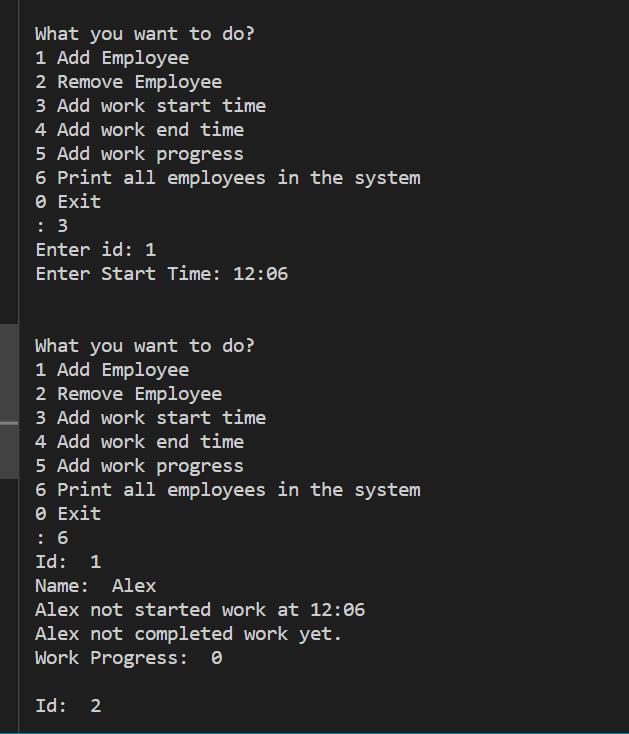 What you want to do?
1 Add Employee
2 Remove Employee
3 Add work start time
4 Add work end time
5 Add work progress
6 Print all employees in the system
0 Exit
: 3
Enter id: 1
Enter Start Time: 12:06
What you want to do?
1 Add Employee
2 Remove Employee
3 Add work start time
4 Add work end time
5 Add work progress
6 Print all employees in the system
0 Exit
: 6
Id:  1
Name:  Alex
Alex not started work at 12:06
Alex not completed work yet.
Work Progress:  0
Id:  2